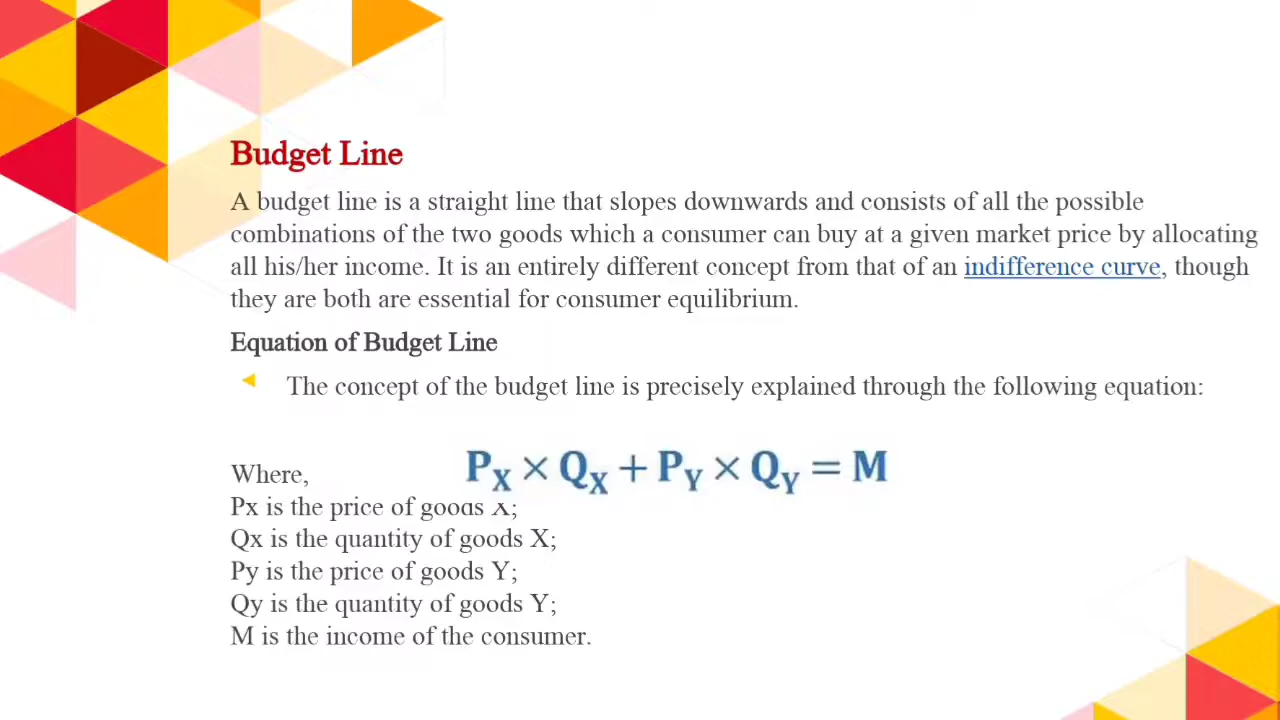 Budget Line
A budget line is a straight line that slopes downwards and consists of all the possible
combinations of the two goods which a consumer can buy at a given market price by allocating
all his/her income. It is an entirely different concept from that of an indifference curve, though
they are both are essential for consumer equilibrium.
Equation of Budget Line
The concept of the budget line is precisely explained through the following equation:
P_X × Q_X + P_Y × Q_Y = M
Where,
Px is the price of goods X;
Qx is the quantity of goods X;
Py is the price of goods Y;
Qy is the quantity of goods Y;
M is the income of the consumer.